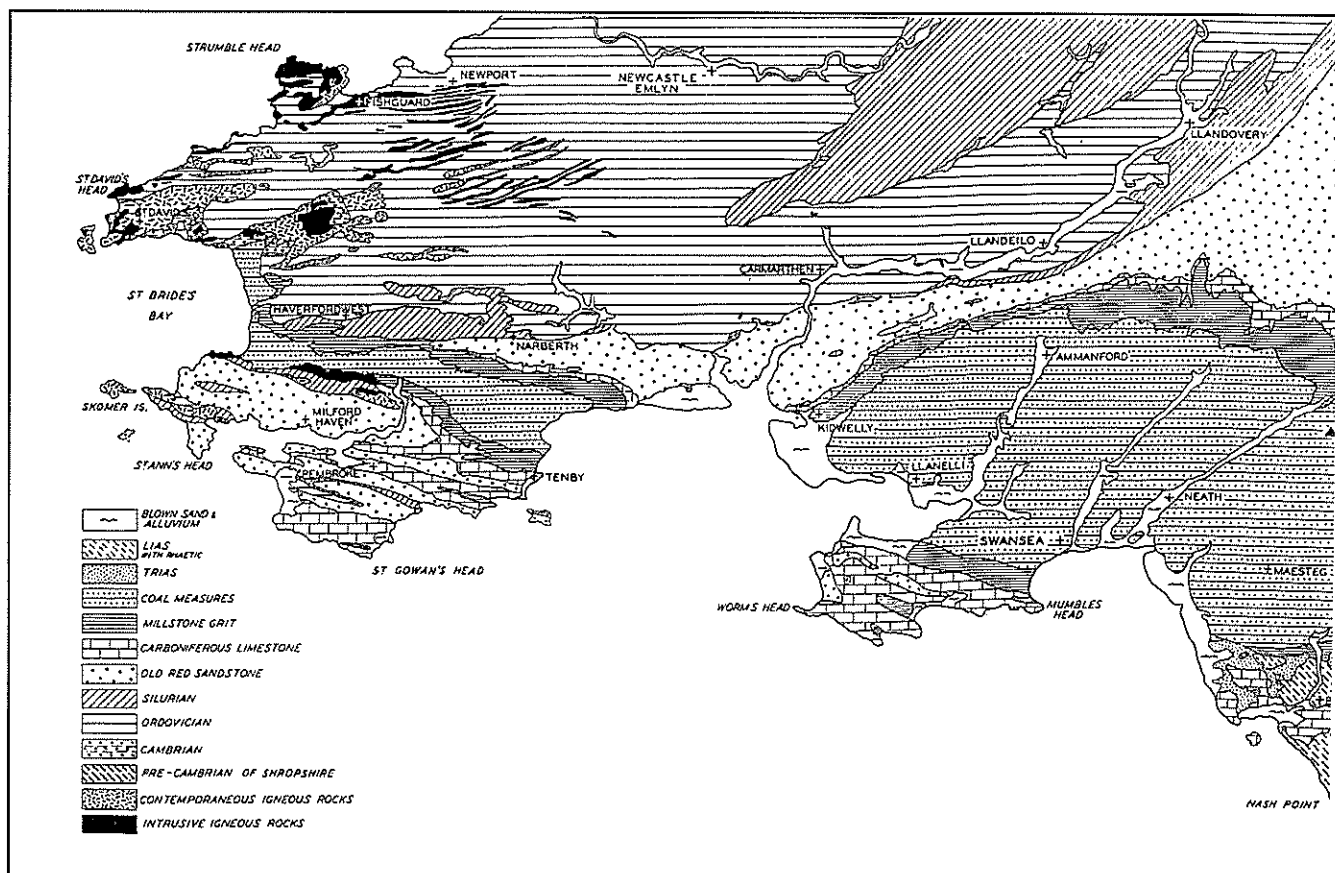 STRUMBLE HEAD
NEWPORT
NEWCASTLE
EMLYN
FISHGUARD
LLANDOVERY
ST DAVID'S
HEAD
ST DAVID'S
LLANDEILO
CARMARTHEN
ST BRIDE'S
BAY
HAVERFORDWEST
NARBERTH
AMMANFORD
SKOMER IS.
MILFORD
HAVEN
KIDWELLY
ST ANN'S HEAD
PEMBROKE
TENBY
LLANELLI
NEATH
SWANSEA
ST GOWAN'S HEAD
MAESTEG
WORMS HEAD
MUMBLES
HEAD
NASH POINT
BLOWN SAND &
ALLUVIUM
LIAS
WITH RHAETIC
TRIAS
COAL MEASURES
MILLSTONE GRIT
CARBONIFEROUS LIMESTONE
OLD RED SANDSTONE
SILURIAN
ORDOVICIAN
CAMBRIAN
PRE-CAMBRIAN OF SHROPSHIRE
CONTEMPORANEOUS IGNEOUS ROCKS
INTRUSIVE IGNEOUS ROCKS